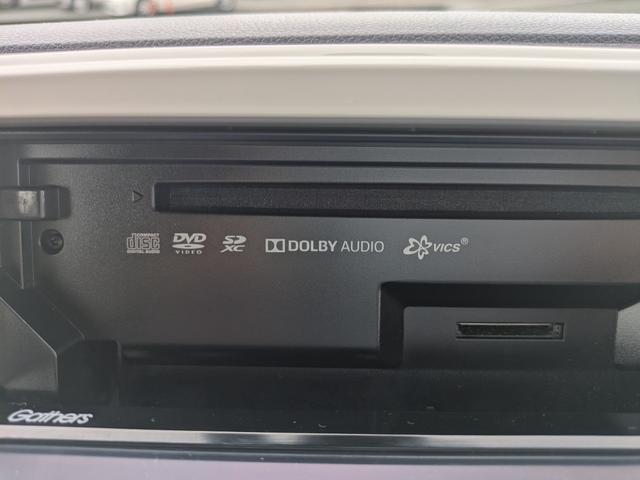 COMPACT disc DIGITAL AUDIO DVD VIDEO SD XC DOLBY AUDIO VICS®
Gathers